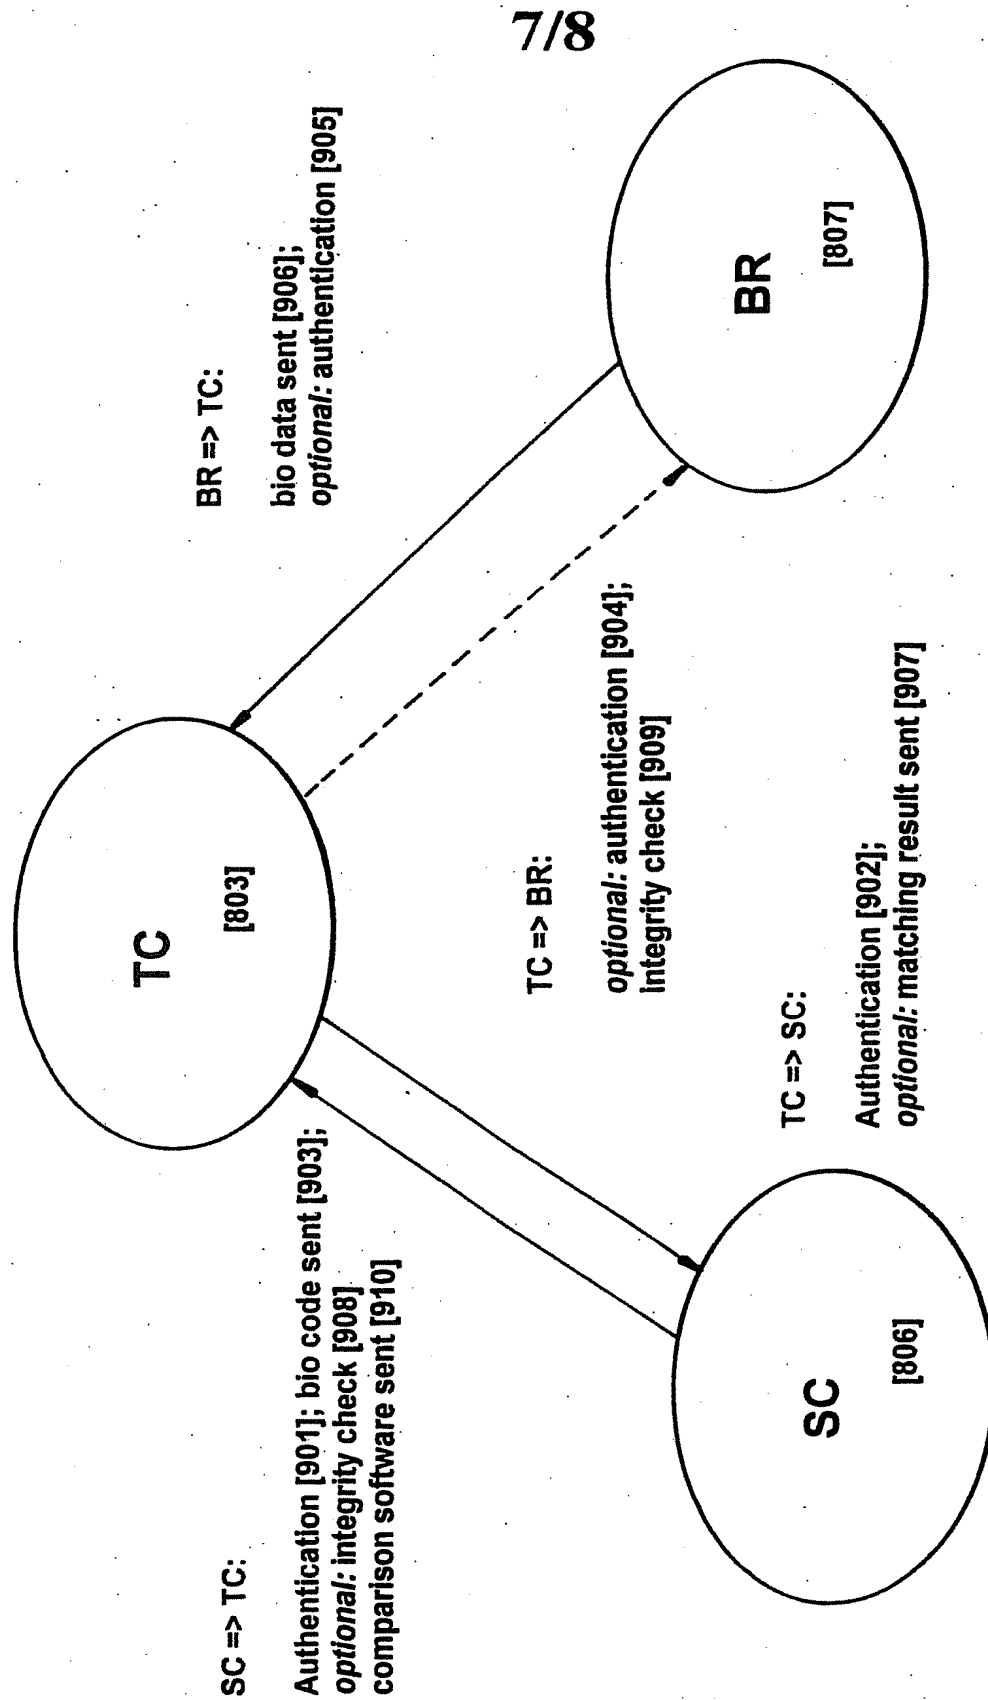 7/8
SC => TC:
Authentication [901]; bio code sent [903];
optional: integrity check [908]
comparison software sent [910]
TC
[803]
BR => TC:
bio data sent [906];
optional: authentication [905]
TC => BR:
optional: authentication [904];
integrity check [909]
SC
[806]
TC => SC:
Authentication [902];
optional: matching result sent [907]
BR
[807]